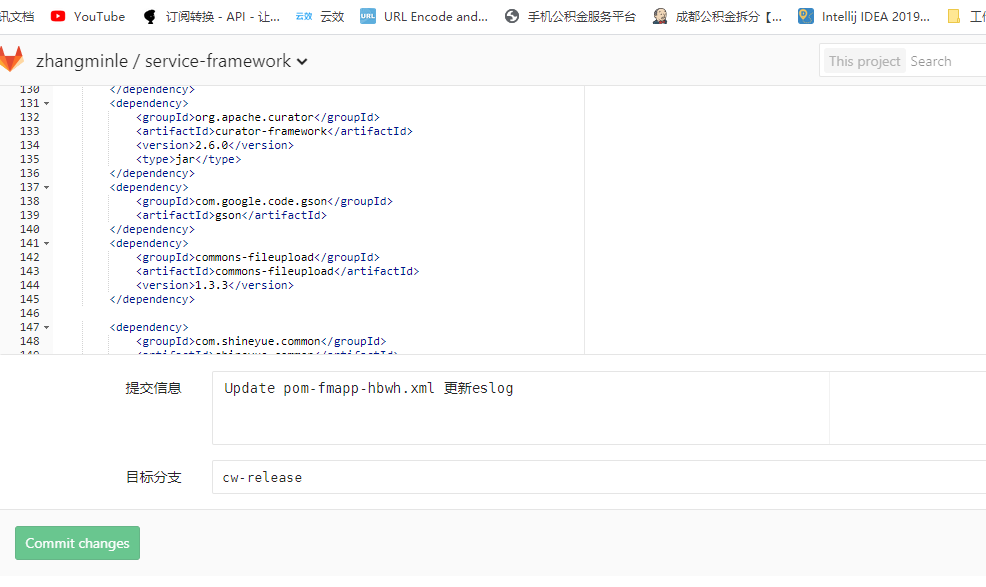 讯文档 YouTube 订阅转换 - API - 让... 云效 云效 URL URL Encode and... 手机公积金服务平台 成都公积金拆分【... Intellij IDEA 2019...
zhangminle / service-framework This project Search
130 </dependency>
131 <dependency>
132 <groupId>org.apache.curator</groupId>
133 <artifactId>curator-framework</artifactId>
134 <version>2.6.0</version>
135 <type>jar</type>
136 </dependency>
137 <dependency>
138 <groupId>com.google.code.gson</groupId>
139 <artifactId>gson</artifactId>
140 </dependency>
141 <dependency>
142 <groupId>commons-fileupload</groupId>
143 <artifactId>commons-fileupload</artifactId>
144 <version>1.3.3</version>
145 </dependency>
146
147 <dependency>
148 <groupId>com.shineyue.common</groupId>
提交信息 Update pom-fmapp-hbwh.xml 更新eslog
目标分支 cw-release
Commit changes